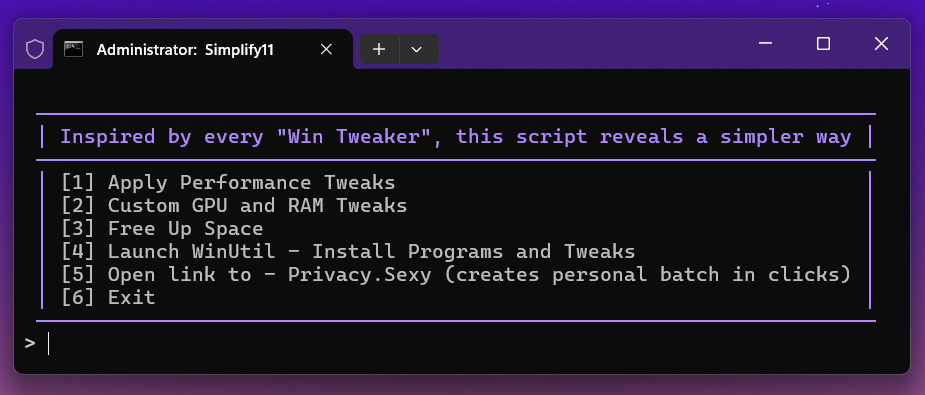 Administrator: Simplify11
Inspired by every "Win Tweaker", this script reveals a simpler way
[1] Apply Performance Tweaks
[2] Custom GPU and RAM Tweaks
[3] Free Up Space
[4] Launch WinUtil - Install Programs and Tweaks
[5] Open link to - Privacy.Sexy (creates personal batch in clicks)
[6] Exit
>